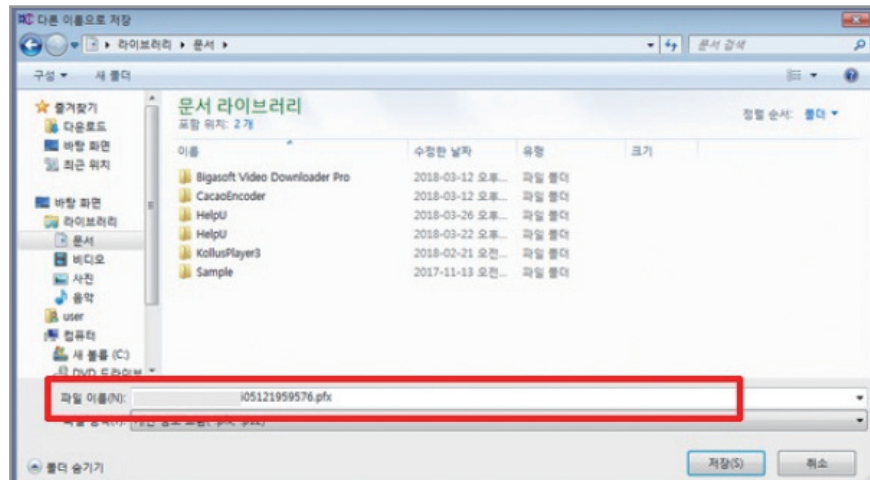 다른 이름으로 저장
라이브러리 ▸ 문서 ▸
문서 검색
구성 새 폴더
즐겨찾기
다운로드
바탕 화면
최근 위치
바탕 화면
라이브러리
문서
비디오
사진
음악
user
컴퓨터
새 볼륨 (C:)
DVD 드라이브
문서 라이브러리
포함 위치: 2개
정렬 순서: 폴더
이름 수정한 날짜 유형 크기
Bigasoft Video Downloader Pro 2018-03-12 오후... 파일 폴더
CacaoEncoder 2018-03-12 오후... 파일 폴더
HelpU 2018-03-26 오후... 파일 폴더
HelpU 2018-03-22 오후... 파일 폴더
KollusPlayer3 2018-02-21 오전... 파일 폴더
Sample 2017-11-13 오전... 파일 폴더
파일 이름(N): 05121959576.pfx
폴더 숨기기
저장(S) 취소